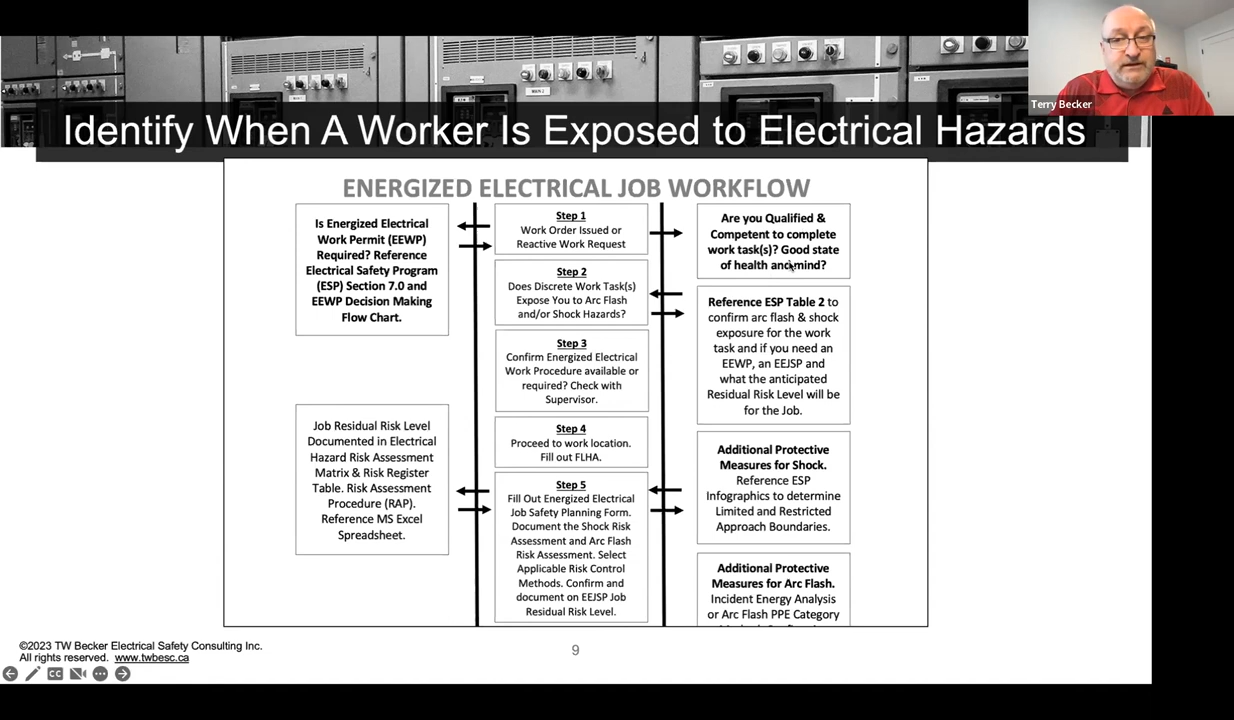 Terry Becker
Identify When A Worker Is Exposed to Electrical Hazards
ENERGIZED ELECTRICAL JOB WORKFLOW
Is Energized Electrical
Work Permit (EEWP)
Required? Reference
Electrical Safety Program
(ESP) Section 7.0 and
EEWP Decision Making
Flow Chart.
Job Residual Risk Level
Documented in Electrical
Hazard Risk Assessment
Matrix & Risk Register
Table. Risk Assessment
Procedure (RAP).
Reference MS Excel
Spreadsheet.
Step 1
Work Order Issued or
Reactive Work Request
Step 2
Does Discrete Work Task(s)
Expose You to Arc Flash
and/or Shock Hazards?
Step 3
Confirm Energized Electrical
Work Procedure available or
required? Check with
Supervisor.
Step 4
Proceed to work location.
Fill out FLHA.
Step 5
Fill Out Energized Electrical
Job Safety Planning Form.
Document the Shock Risk
Assessment and Arc Flash
Risk Assessment. Select
Applicable Risk Control
Methods. Confirm and
document on EEJSP Job
Residual Risk Level.
Are you Qualified &
Competent to complete
work task(s)? Good state
of health and mind?
Reference ESP Table 2 to
confirm arc flash & shock
exposure for the work
task and if you need an
EEWP, an EEJSP and
what the anticipated
Residual Risk Level will be
for the Job.
Additional Protective
Measures for Shock.
Reference ESP
Infographics to determine
Limited and Restricted
Approach Boundaries.
Additional Protective
Measures for Arc Flash.
Incident Energy Analysis
or Arc Flash PPE Category
©2023 TW Becker Electrical Safety Consulting Inc.
All rights reserved. www.twbesc.ca
9
CC